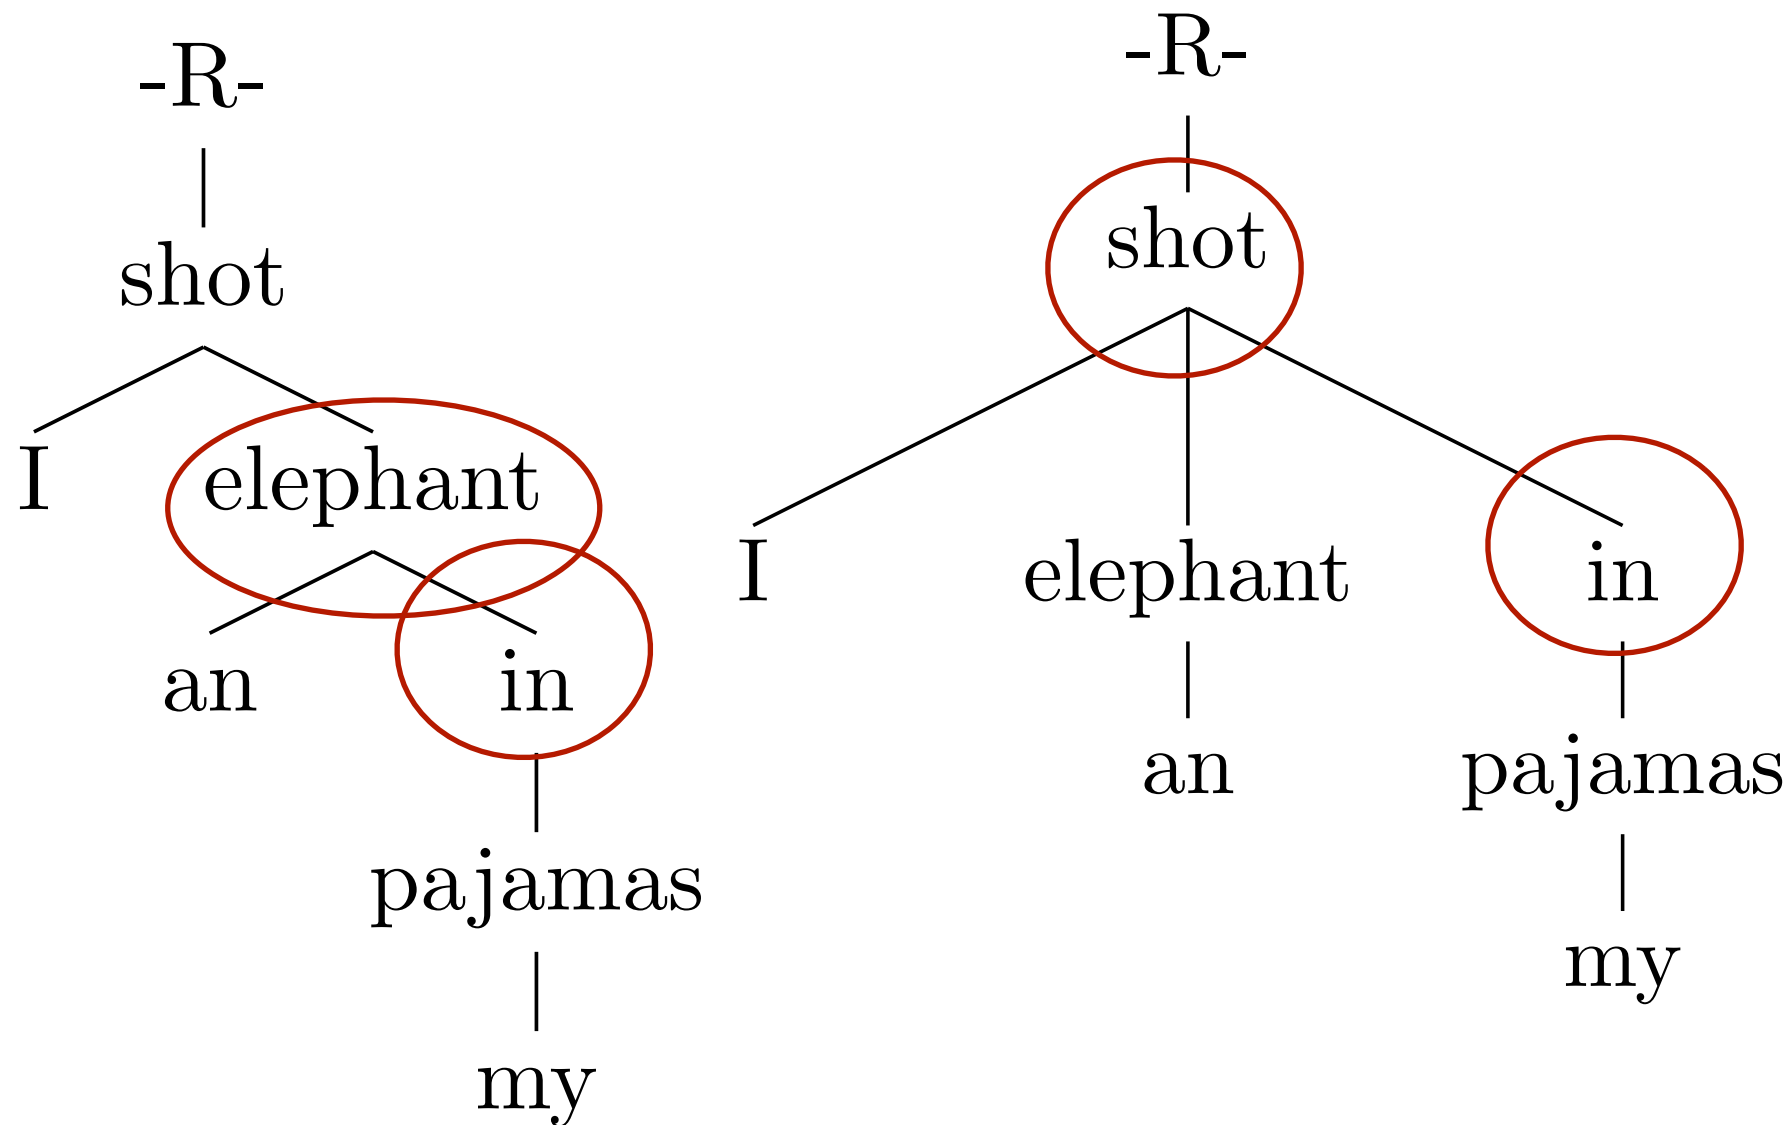 -R-
shot
I elephant
an in
pajamas
my
-R-
shot
I elephant in
an pajamas
my